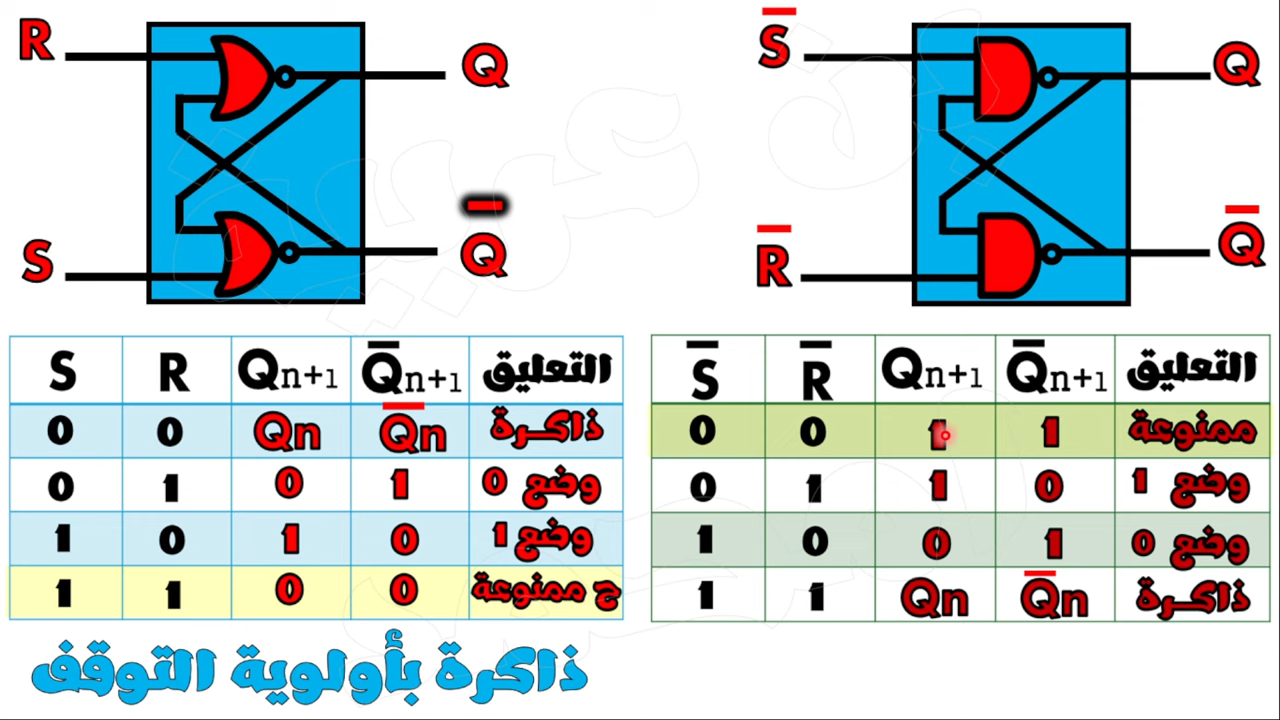 R
Q
S
Q̅
S̅
Q
R̅
Q̅
S R Qn+1 Q̅n+1 التعليق
0 0 Qn Q̅n ذاكرة
0 1 0 1 وضع 0
1 0 1 0 وضع 1
1 1 0 0 ح ممنوعة
S̅ R̅ Qn+1 Q̅n+1 التعليق
0 0 1 1 ممنوعة
0 1 1 0 وضع 1
1 0 0 1 وضع 0
1 1 Qn Q̅n ذاكرة
ذاكرة بأولوية التوقف